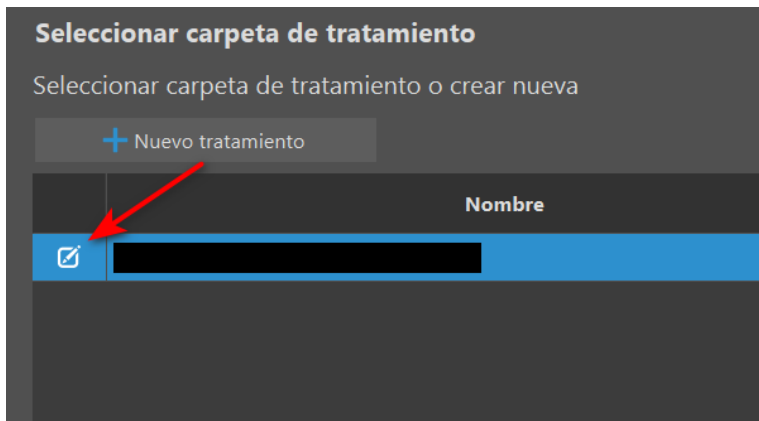 Seleccionar carpeta de tratamiento
Seleccionar carpeta de tratamiento o crear nueva
Nuevo tratamiento
Nombre